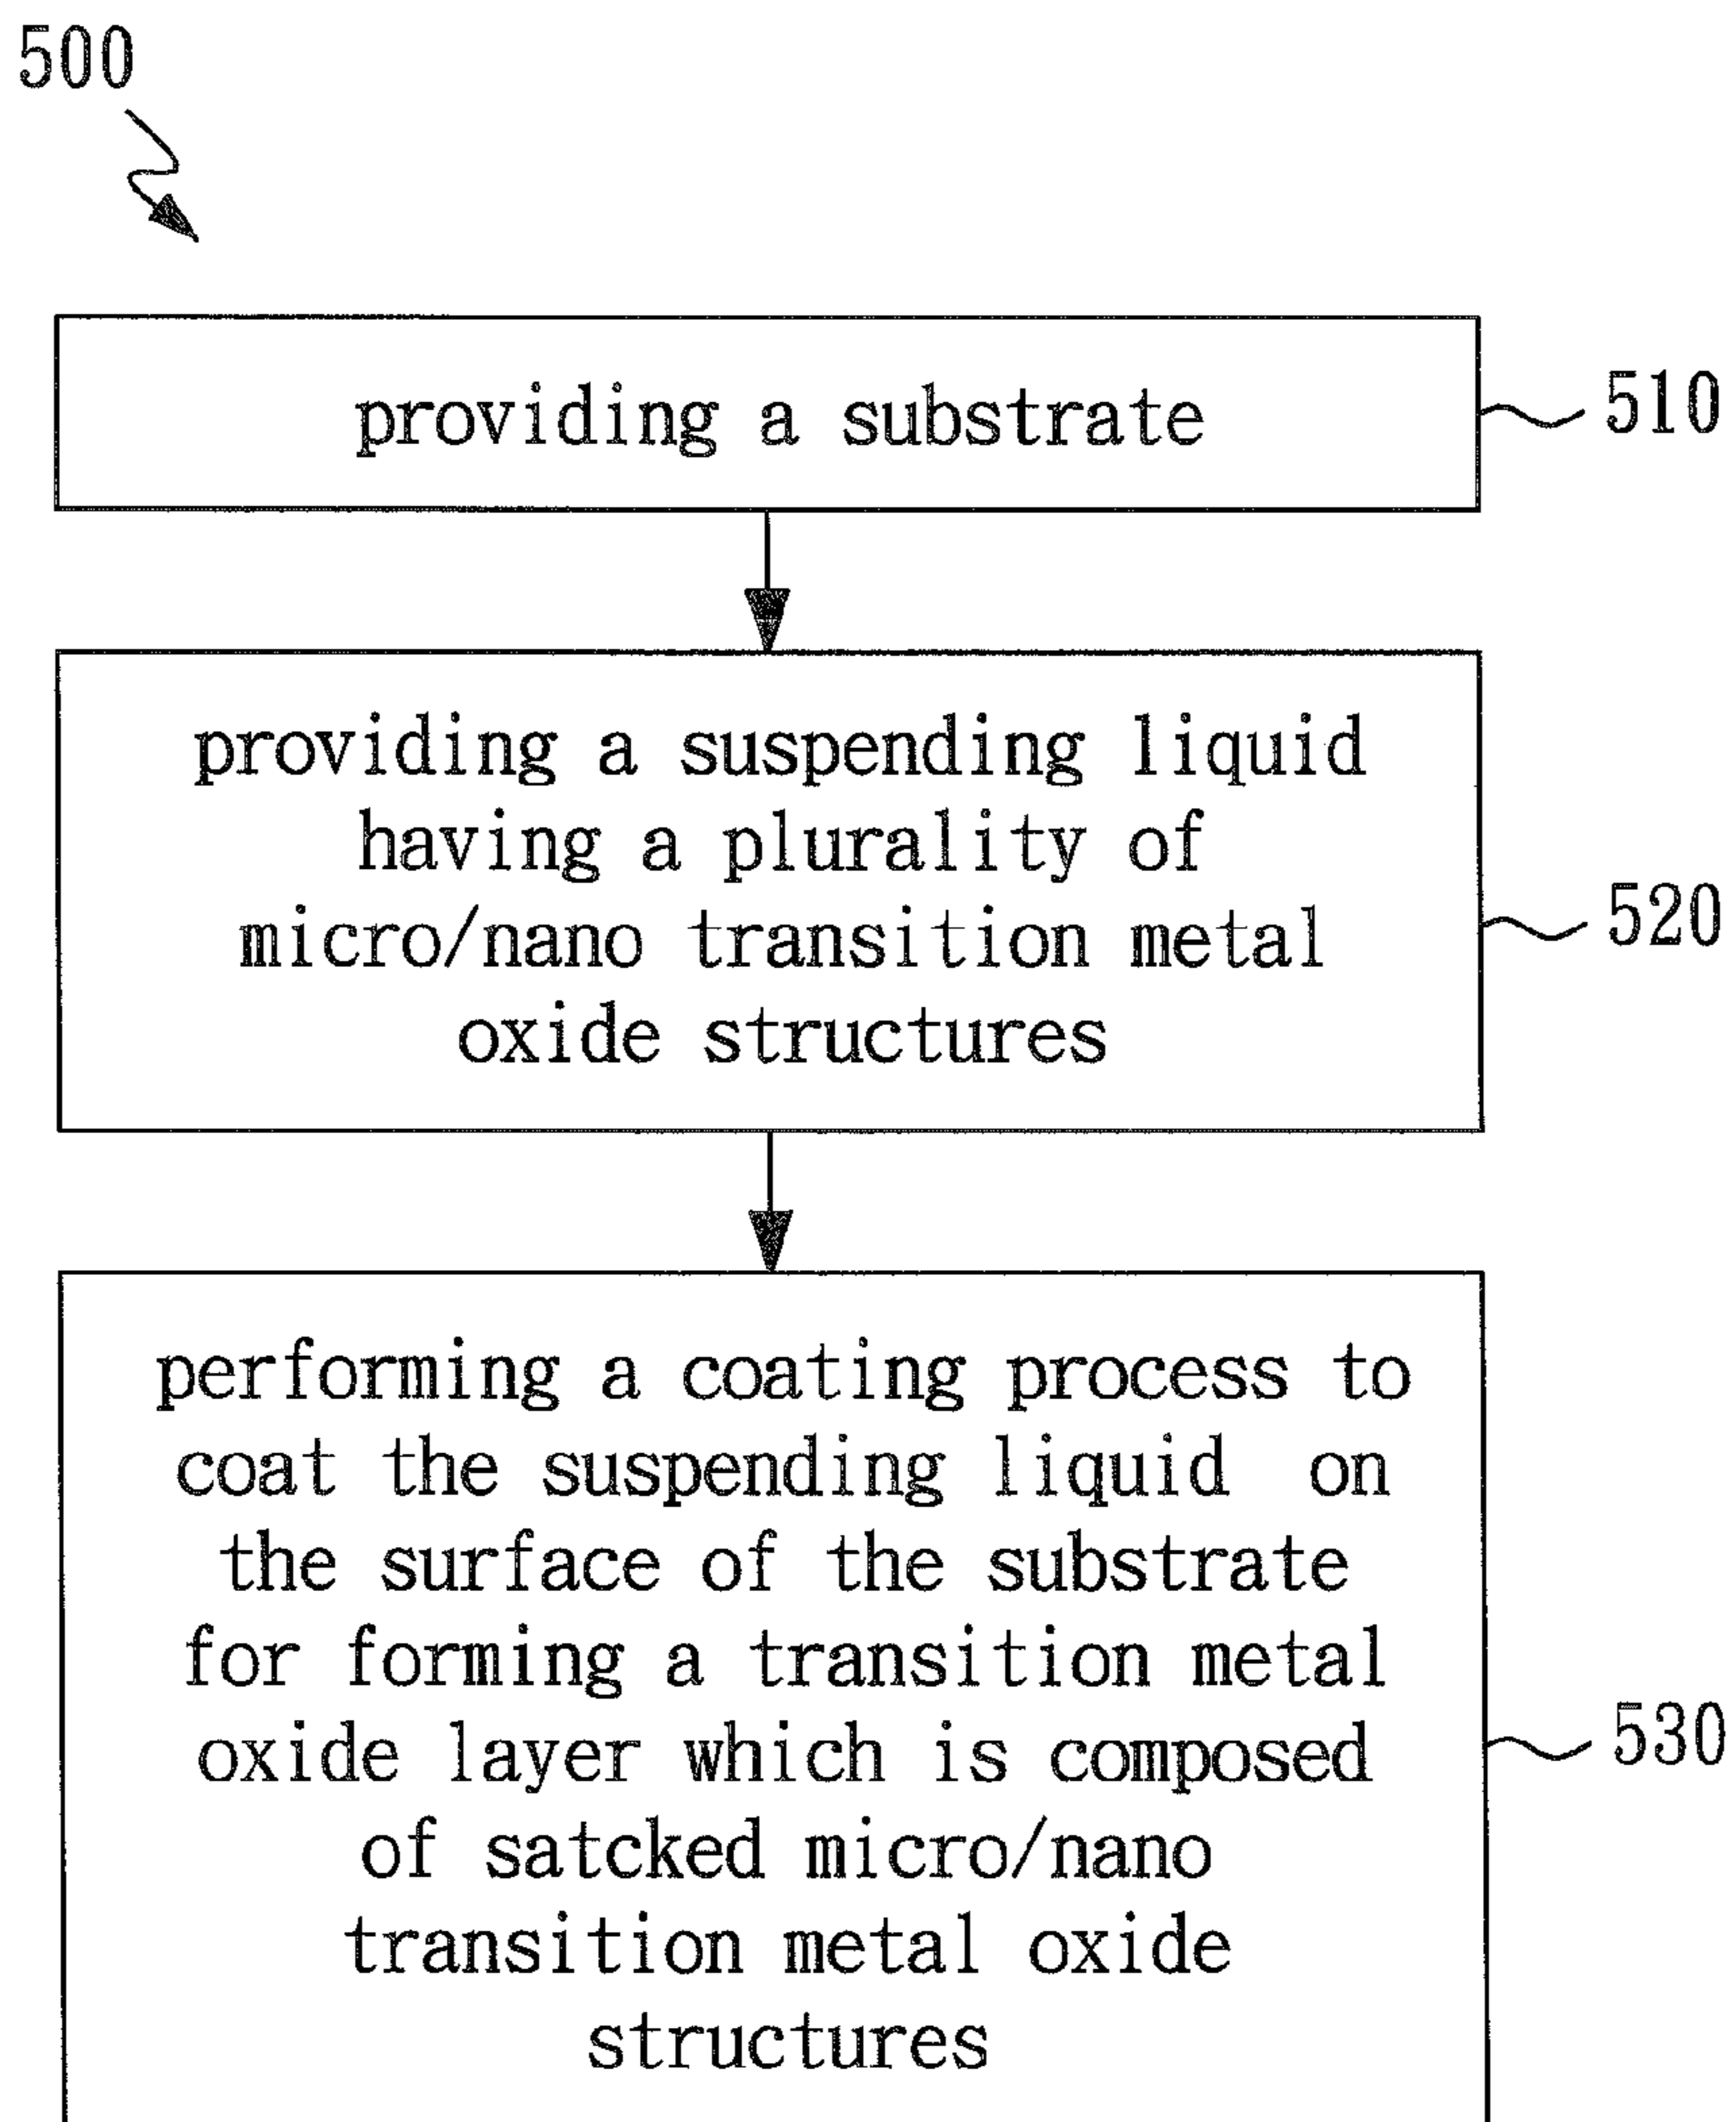 500
providing a substrate
510
providing a suspending liquid
having a plurality of
micro/nano transition metal
oxide structures
520
performing a coating process to
coat the suspending liquid on
the surface of the substrate
for forming a transition metal
oxide layer which is composed
of satcked micro/nano
transition metal oxide
structures
530